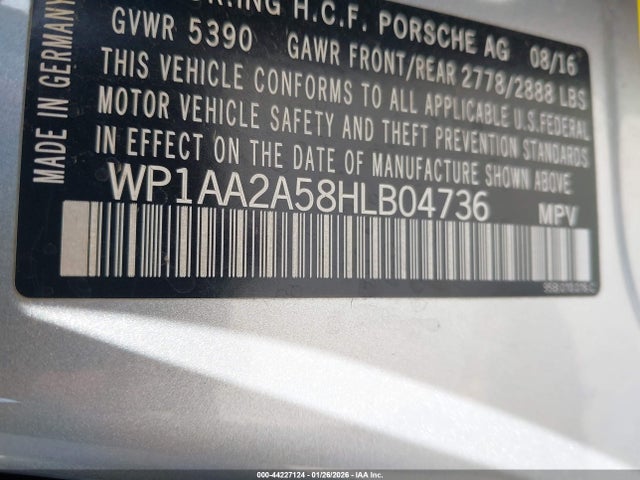 ING H.C.F. PORSCHE AG 08/16
GVWR 5390 GAWR FRONT/REAR 2778/2888 LBS
THIS VEHICLE CONFORMS TO ALL APPLICABLE U.S.FEDERAL
MOTOR VEHICLE SAFETY AND THEFT PREVENTION STANDARDS
IN EFFECT ON THE DATE OF MANUFACTURE SHOWN ABOVE.
WP1AA2A58HLB04736 MPV
MADE IN GERMANY
000-44227124 | 01/26/2026 - IAA Inc.